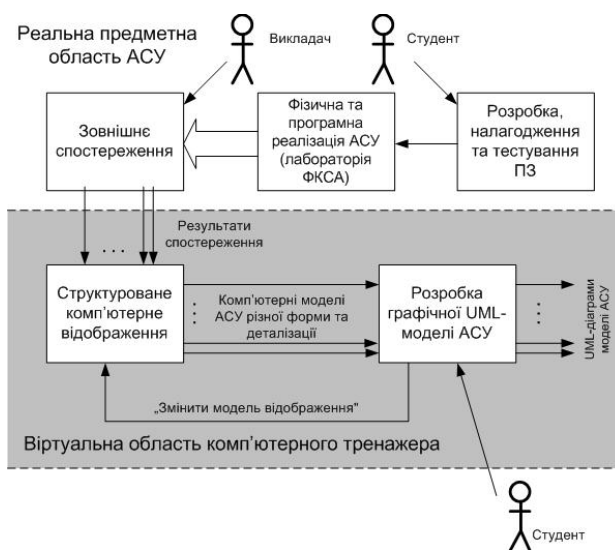 Реальна предметна
область АСУ
Викладач
Студент
Зовнішнє
спостереження
Фізична та
програмна
реалізація АСУ
(лабораторія
ФКСА)
Розробка,
налагодження
та тестування
ПЗ
Результати
спостереження
. . .
Структуроване
комп'ютерне
відображення
Комп'ютерні моделі
АСУ різної форми та
деталізації
Розробка
графічної UML-
моделі АСУ
UML-діаграми
моделі АСУ
„Змінити модель відображення"
Віртуальна область комп'ютерного тренажера
Студент